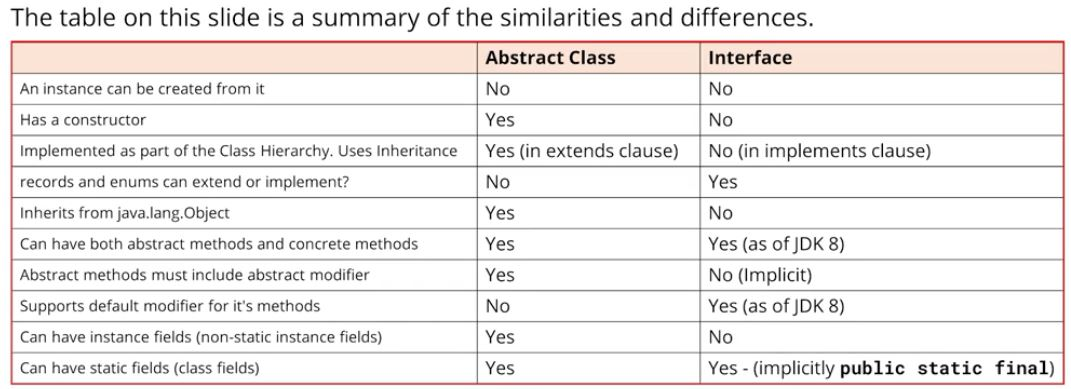 The table on this slide is a summary of the similarities and differences.
Abstract Class Interface
An instance can be created from it No No
Has a constructor Yes No
Implemented as part of the Class Hierarchy. Uses Inheritance Yes (in extends clause) No (in implements clause)
records and enums can extend or implement? No Yes
Inherits from java.lang.Object Yes No
Can have both abstract methods and concrete methods Yes Yes (as of JDK 8)
Abstract methods must include abstract modifier Yes No (Implicit)
Supports default modifier for it's methods No Yes (as of JDK 8)
Can have instance fields (non-static instance fields) Yes No
Can have static fields (class fields) Yes Yes - (implicitly public static final)